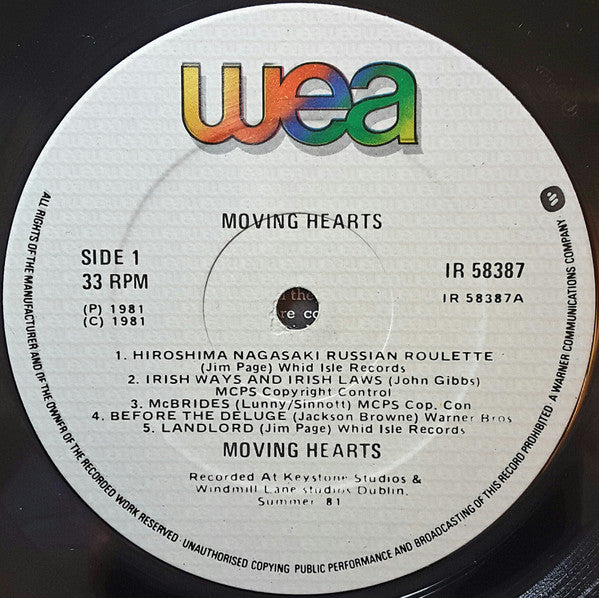 wea
MOVING HEARTS
SIDE 1
33 RPM
(P) 1981
(C) 1981
IR 58387
IR 58387A
the
re co
1. HIROSHIMA NAGASAKI RUSSIAN ROULETTE
(Jim Page) Whid Isle Records
2. IRISH WAYS AND IRISH LAWS (John Gibbs)
MCPS Copyright Control
3. McBRIDES (Lunny/Sinnott) MCPS Cop. Con
4. BEFORE THE DELUGE (Jackson Browne) Warner Bros
5. LANDLORD (Jim Page) Whid Isle Records
MOVING HEARTS
Recorded At Keystone Studios &
Windmill Lane studios Dublin.
Summer 81
ALL RIGHTS OF THE MANUFACTURER AND OF THE OWNER OF THE RECORDED WORK RESERVED. UNAUTHORISED COPYING PUBLIC PERFORMANCE AND BROADCASTING OF THIS RECORD PROHIBITED. A WARNER COMMUNICATIONS COMPANY